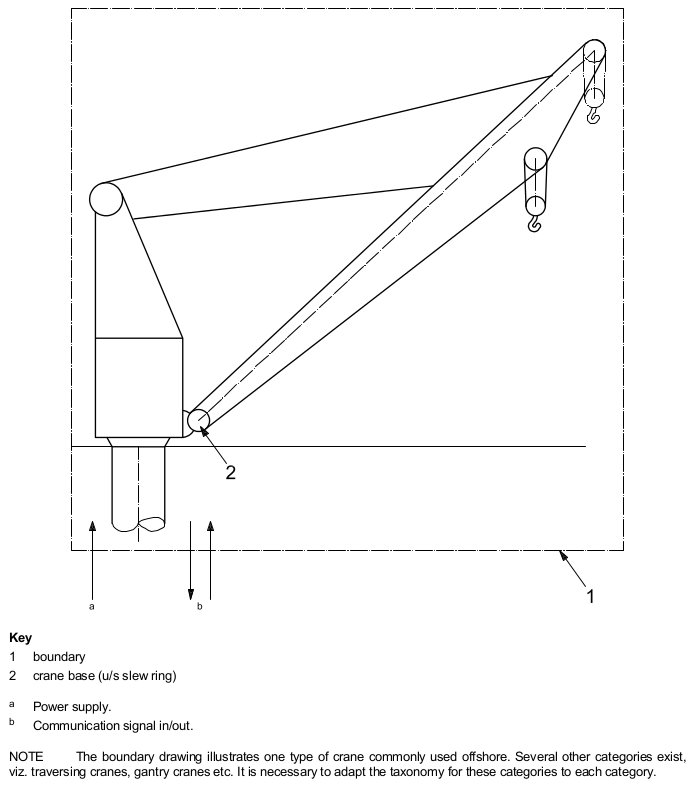 2
1
a
b
Key
1 boundary
2 crane base (u/s slew ring)
a Power supply.
b Communication signal in/out.
NOTE The boundary drawing illustrates one type of crane commonly used offshore. Several other categories exist,
viz. traversing cranes, gantry cranes etc. It is necessary to adapt the taxonomy for these categories to each category.